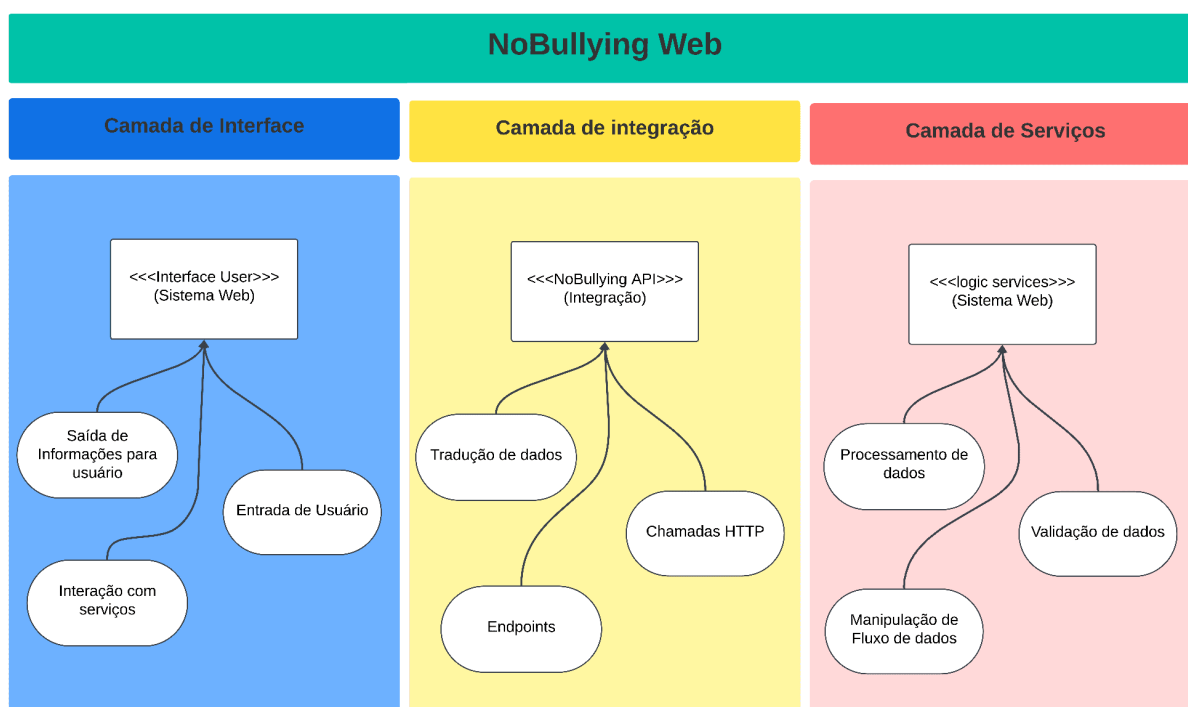 NoBullying Web
Camada de Interface
Camada de integração
Camada de Serviços
<<<Interface User>>>
(Sistema Web)
<<<NoBullying API>>>
(Integração)
<<<logic services>>>
(Sistema Web)
Saída de
Informações para
usuário
Entrada de Usuário
Interação com
serviços
Tradução de dados
Chamadas HTTP
Endpoints
Processamento de
dados
Validação de dados
Manipulação de
Fluxo de dados